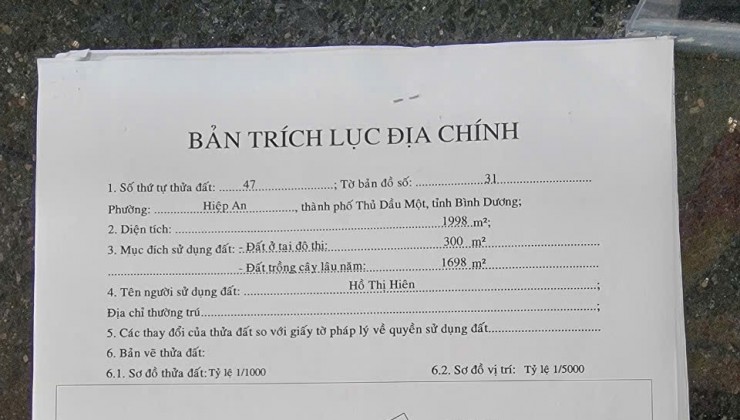 BẢN TRÍCH LỤC ĐỊA CHÍNH
1. Số thứ tự thửa đất: 47 ; Tờ bản đồ số: 31
Phường: Hiệp An , thành phố Thủ Dầu Một, tỉnh Bình Dương;
2. Diện tích: 1998 m²;
3. Mục đích sử dụng đất: - Đất ở tại đô thị: 300 m²
- Đất trồng cây lâu năm: 1698 m²
4. Tên người sử dụng đất: Hồ Thị Hiên ;
Địa chỉ thường trú ;
5. Các thay đổi của thửa đất so với giấy tờ pháp lý về quyền sử dụng đất
6. Bản vẽ thửa đất:
6.1. Sơ đồ thửa đất: Tỷ lệ 1/1000 6.2. Sơ đồ vị trí: Tỷ lệ 1/5000